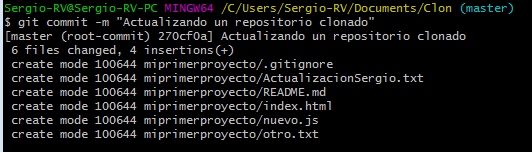 Sergio-RV@Sergio-RV-PC MINGW64 /C/Users/Sergio-RV/Documents/Clon (master)
$ git commit -m "Actualizando un repositorio clonado"
[master (root-commit) 270cf0a] Actualizando un repositorio clonado
 6 files changed, 4 insertions(+)
 create mode 100644 miprimerproyecto/.gitignore
 create mode 100644 miprimerproyecto/ActualizacionSergio.txt
 create mode 100644 miprimerproyecto/README.md
 create mode 100644 miprimerproyecto/index.html
 create mode 100644 miprimerproyecto/nuevo.js
 create mode 100644 miprimerproyecto/otro.txt